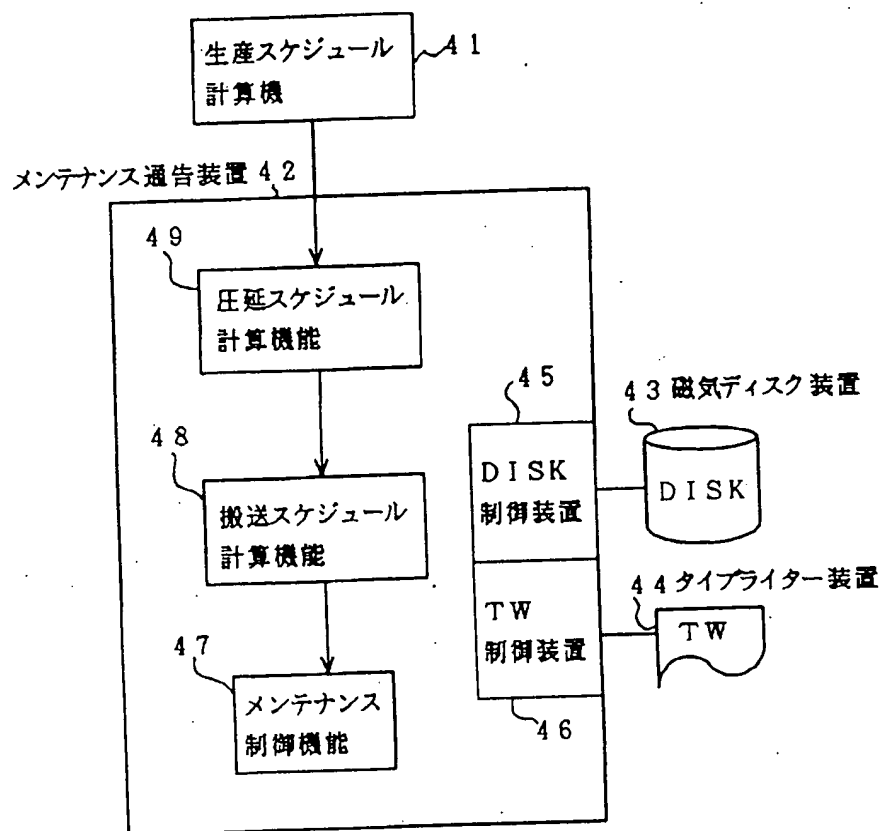 生産スケジュール
計算機
41
メンテナンス通告装置 42
49
圧延スケジュール
計算機能
45
43 磁気ディスク装置
DISK
制御装置
DISK
48
搬送スケジュール
計算機能
44 タイプライター装置
TW
制御装置
TW
47
メンテナンス
制御機能
46